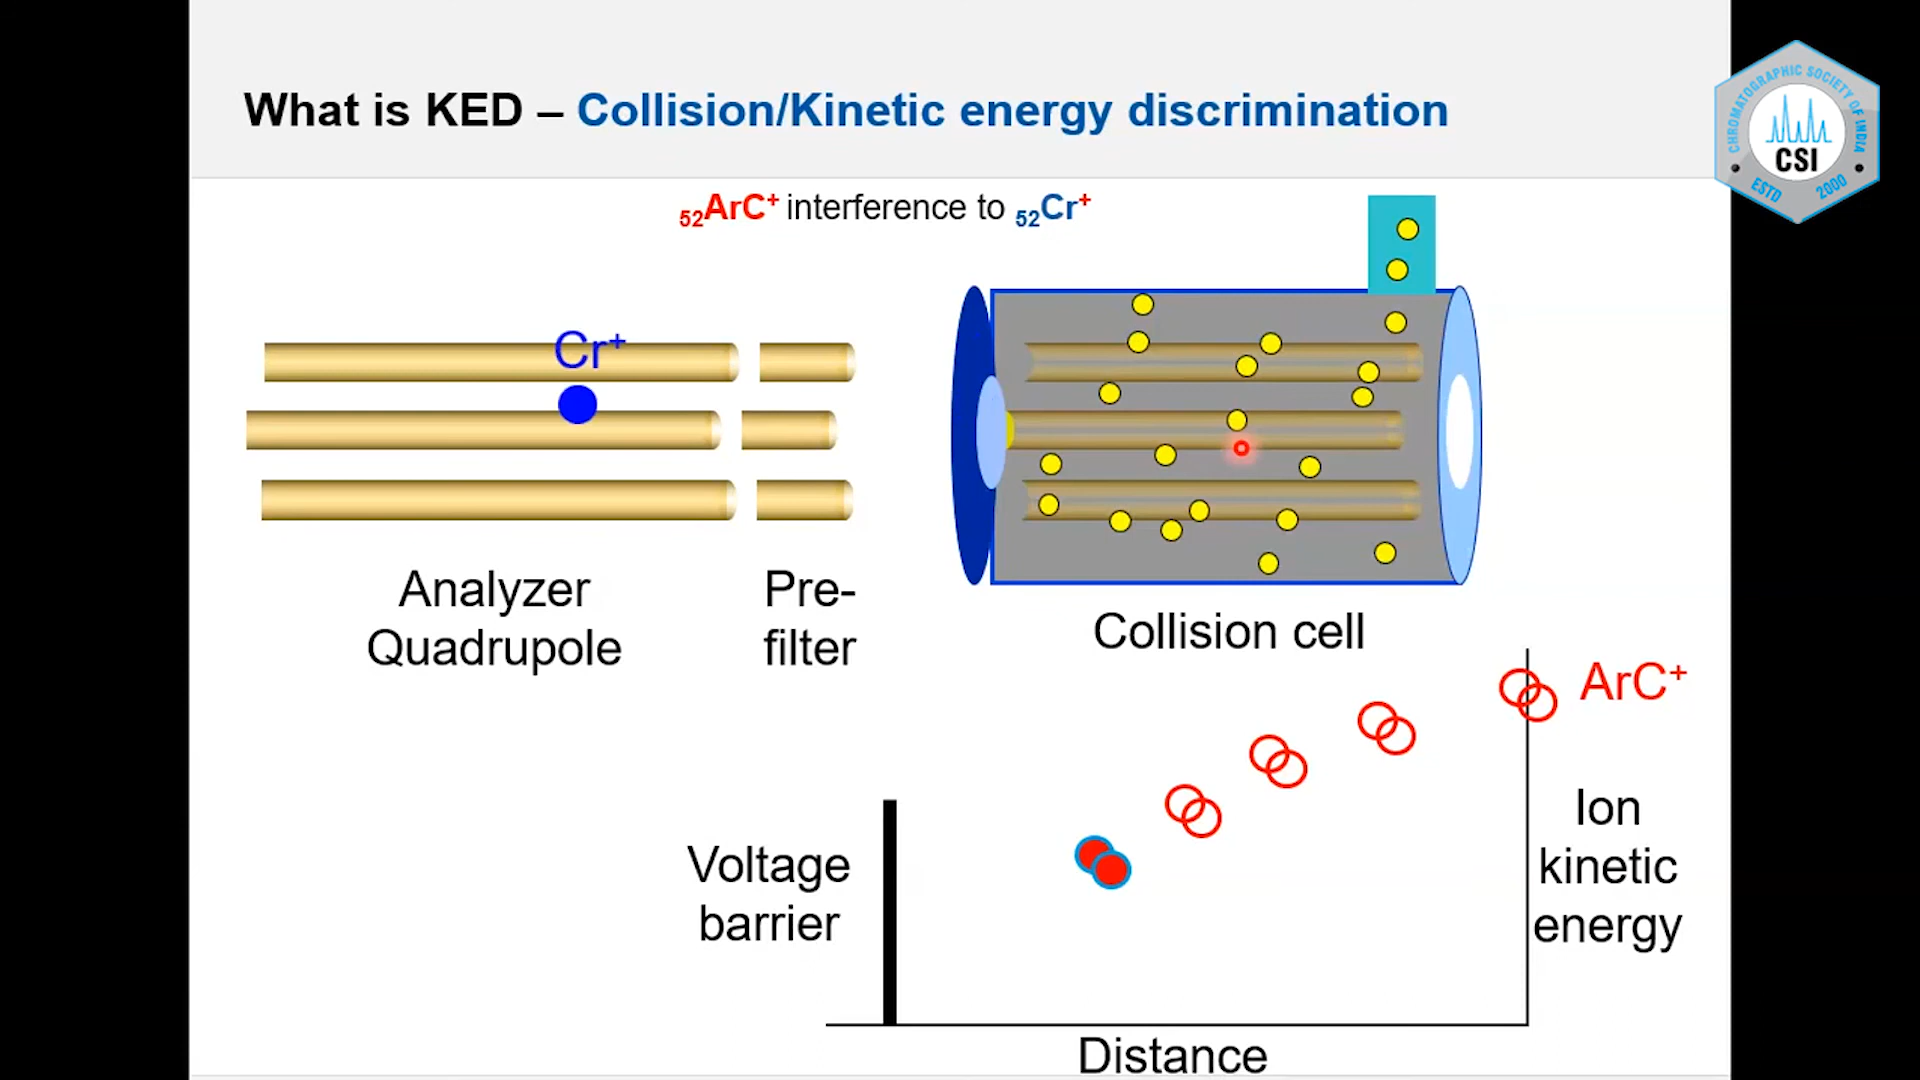 What is KED – Collision/Kinetic energy discrimination
CHROMATOGRAPHIC SOCIETY OF INDIA
CSI
ESTD 2000
₅₂ArC⁺ interference to ₅₂Cr⁺
Cr⁺
Analyzer
Quadrupole
Pre-
filter
Collision cell
ArC⁺
Voltage
barrier
Ion
kinetic
energy
Distance